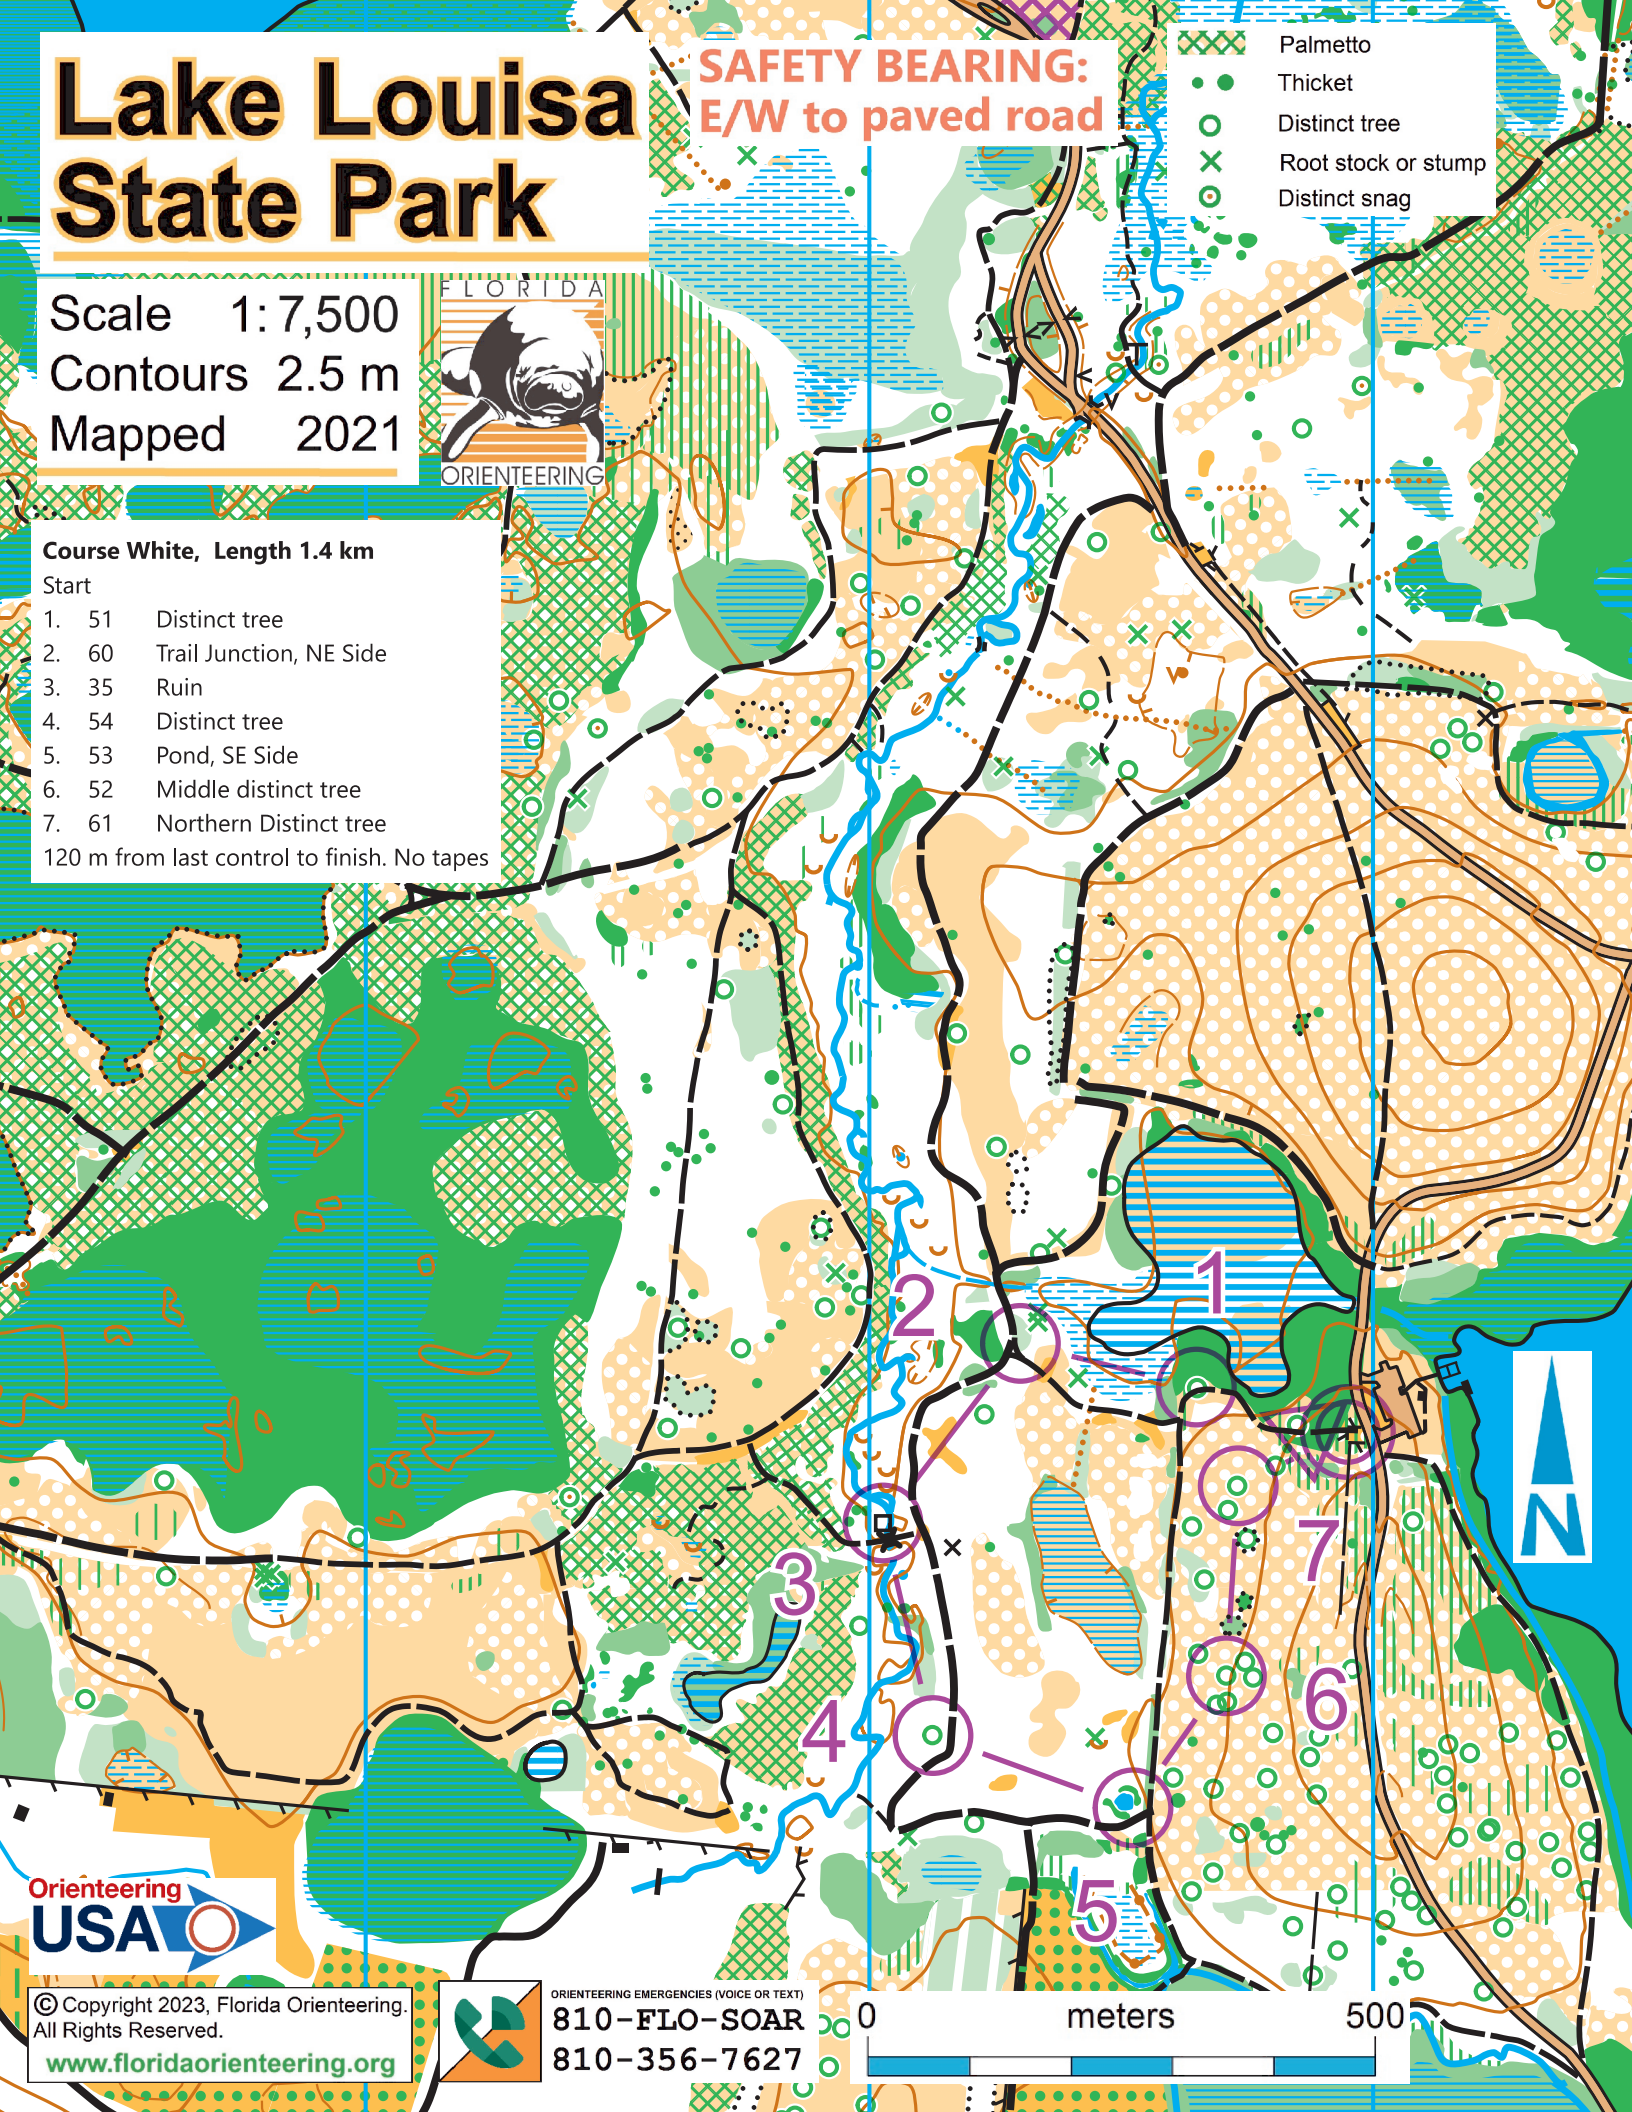 Lake Louisa
State Park
SAFETY BEARING:
E/W to paved road
Palmetto
Thicket
Distinct tree
Root stock or stump
Distinct snag
Scale 1:7,500
Contours 2.5 m
Mapped 2021
FLORIDA
ORIENTEERING
Course White, Length 1.4 km
Start
1. 51 Distinct tree
2. 60 Trail Junction, NE Side
3. 35 Ruin
4. 54 Distinct tree
5. 53 Pond, SE Side
6. 52 Middle distinct tree
7. 61 Northern Distinct tree
120 m from last control to finish. No tapes
1
2
3
4
5
6
7
N
Orienteering
USA
© Copyright 2023, Florida Orienteering.
All Rights Reserved.
www.floridaorienteering.org
ORIENTEERING EMERGENCIES (VOICE OR TEXT)
810-FLO-SOAR
810-356-7627
0 meters 500